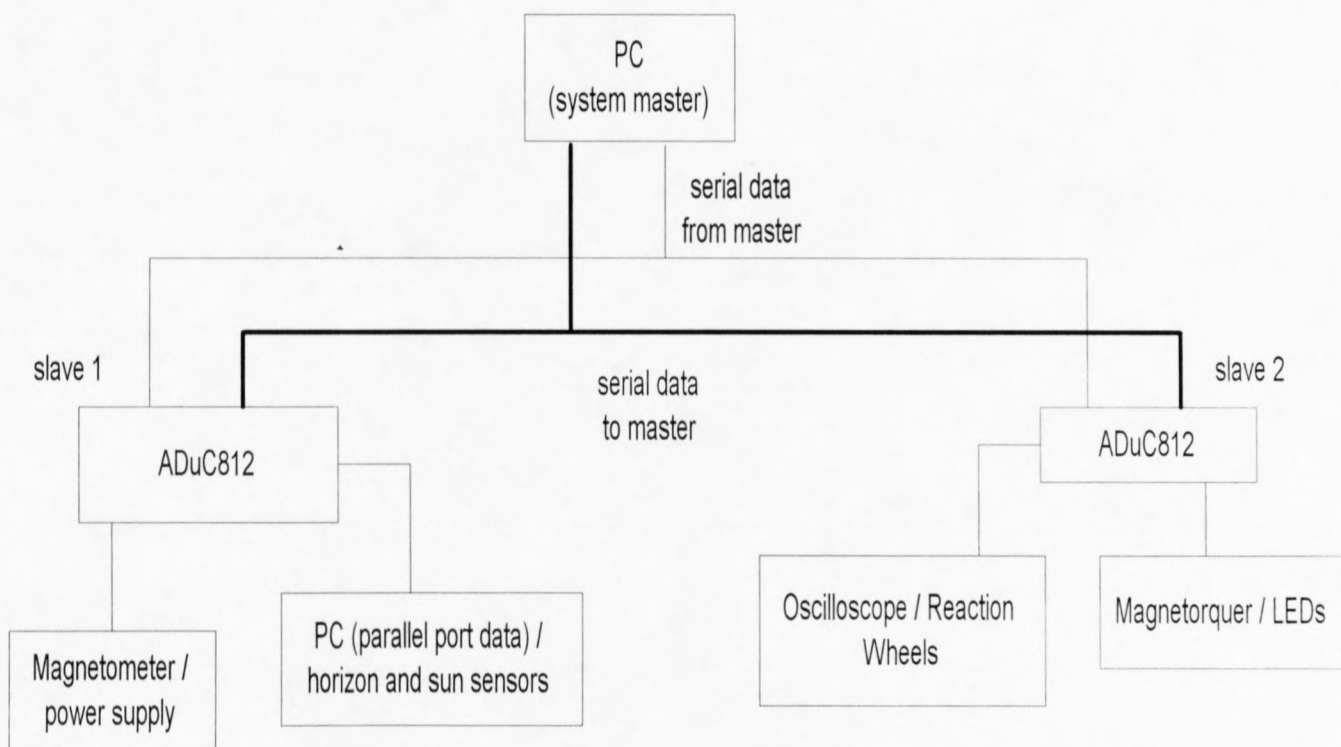 PC
(system master)
serial data
from master
slave 1
serial data
to master
slave 2
ADuC812
ADuC812
Magnetometer /
power supply
PC (parallel port data) /
horizon and sun sensors
Oscilloscope / Reaction
Wheels
Magnetorquer / LEDs